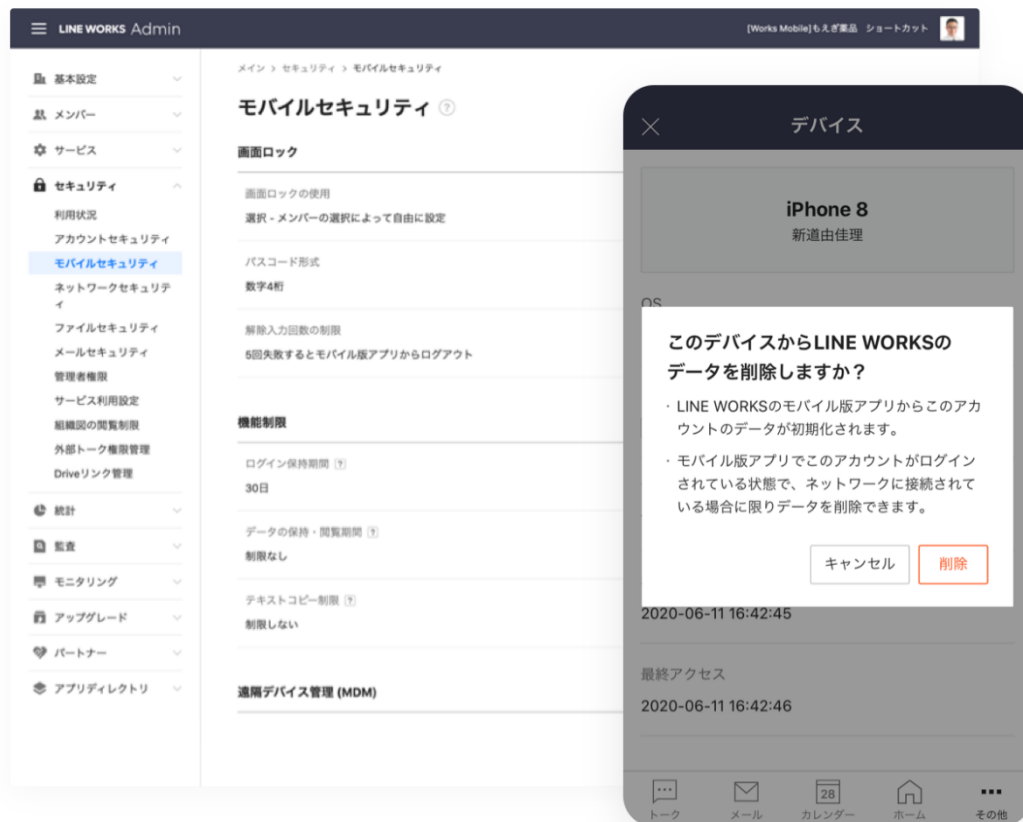 LINE WORKS Admin
[Works Mobile]もえぎ薬品 ショートカット
基本設定
メンバー
サービス
セキュリティ
利用状況
アカウントセキュリティ
モバイルセキュリティ
ネットワークセキュリテ
ィ
ファイルセキュリティ
メールセキュリティ
管理者権限
サービス利用設定
組織図の閲覧制限
外部トーク権限管理
Driveリンク管理
統計
監査
モニタリング
アップグレード
パートナー
アプリディレクトリ
メイン > セキュリティ > モバイルセキュリティ
モバイルセキュリティ ?
画面ロック
画面ロックの使用
選択 - メンバーの選択によって自由に設定
パスコード形式
数字4桁
解除入力回数の制限
5回失敗するとモバイル版アプリからログアウト
機能制限
ログイン保持期間 ?
30日
データの保持・閲覧期間 ?
制限なし
テキストコピー制限 ?
制限しない
遠隔デバイス管理 (MDM)
デバイス
iPhone 8
新道由佳理
OS
このデバイスからLINE WORKSの
データを削除しますか？
· LINE WORKSのモバイル版アプリからこのアカ
ウントのデータが初期化されます。
· モバイル版アプリでこのアカウントがログイン
されている状態で、ネットワークに接続されて
いる場合に限りデータを削除できます。
キャンセル 削除
2020-06-11 16:42:45
最終アクセス
2020-06-11 16:42:46
28
トーク メール カレンダー ホーム その他